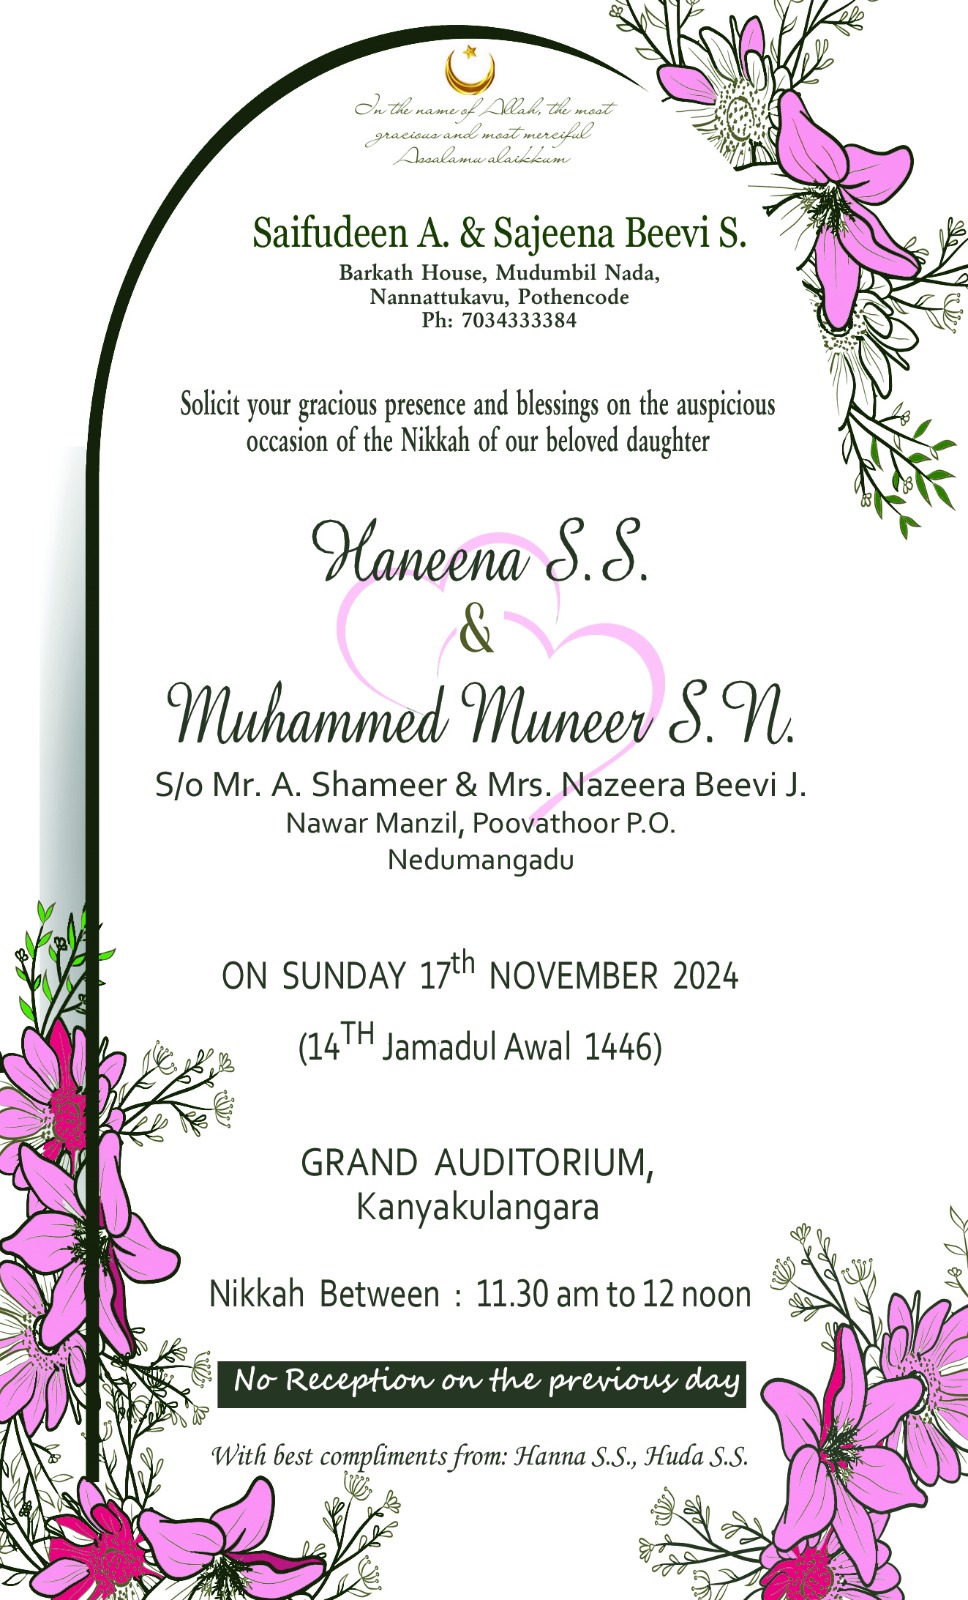 In the name of Allah, the most
gracious and most merciful
Assalamu alaikkum
Saifudeen A. & Sajeena Beevi S.
Barkath House, Mudumbil Nada,
Nannattukavu, Pothencode
Ph: 7034333384
Solicit your gracious presence and blessings on the auspicious
occasion of the Nikkah of our beloved daughter
Haneena S.S.
&
Muhammed Muneer S.N.
S/o Mr. A. Shameer & Mrs. Nazeera Beevi J.
Nawar Manzil, Poovathoor P.O.
Nedumangadu
ON SUNDAY 17th NOVEMBER 2024
(14TH Jamadul Awal 1446)
GRAND AUDITORIUM,
Kanyakulangara
Nikkah Between : 11.30 am to 12 noon
No Reception on the previous day
With best compliments from: Hanna S.S., Huda S.S.